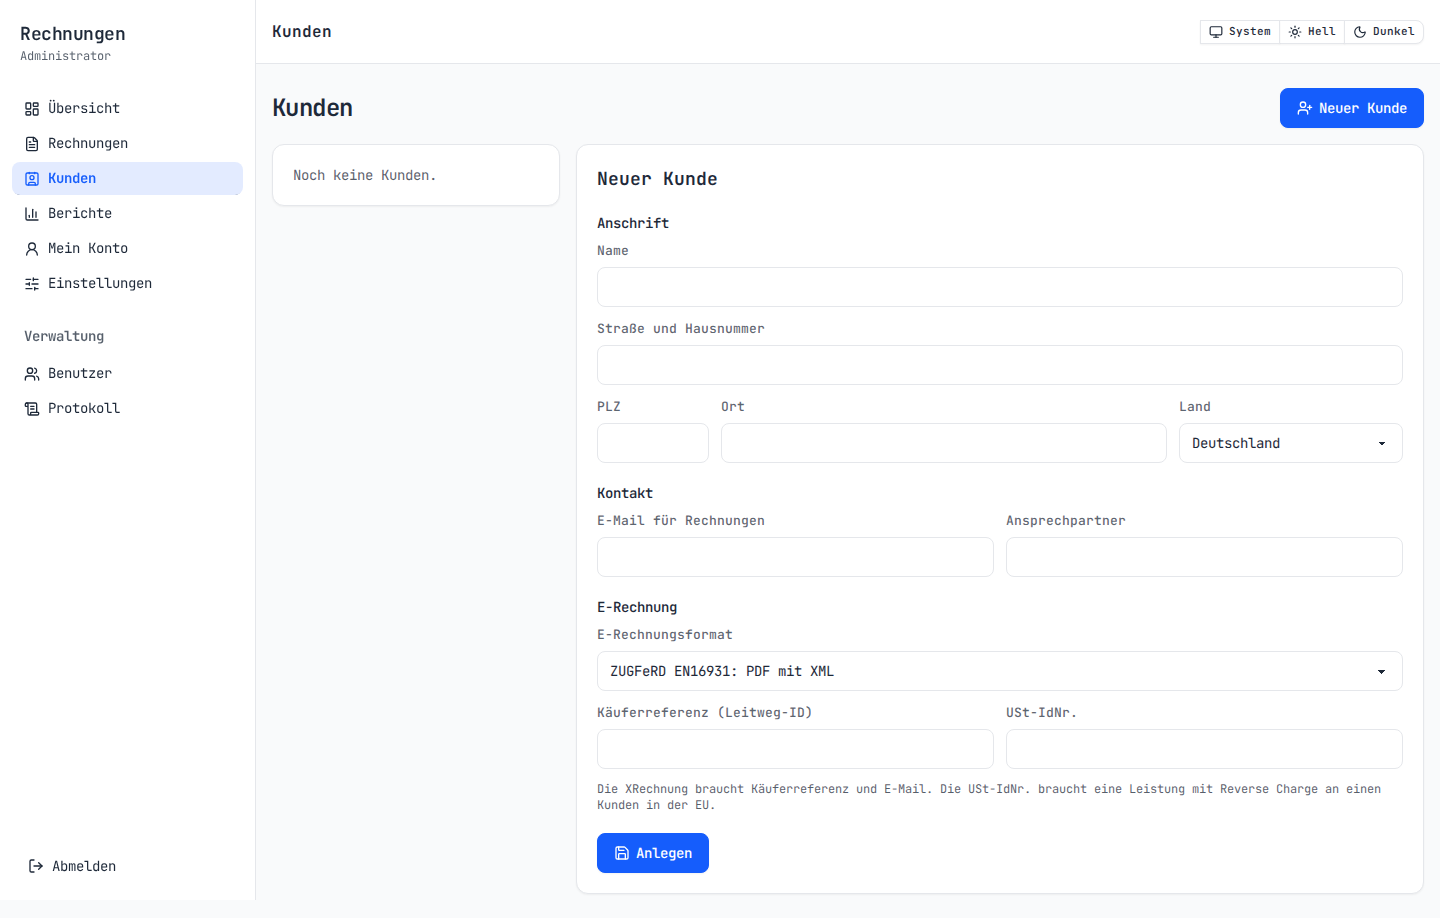 Rechnungen
Administrator
Übersicht
Rechnungen
Kunden
Berichte
Mein Konto
Einstellungen
Verwaltung
Benutzer
Protokoll
Abmelden
Kunden
System
Hell
Dunkel
Kunden
Neuer Kunde
Noch keine Kunden.
Neuer Kunde
Anschrift
Name
Straße und Hausnummer
PLZ
Ort
Land
Deutschland
Kontakt
E-Mail für Rechnungen
Ansprechpartner
E-Rechnung
E-Rechnungsformat
ZUGFeRD EN16931: PDF mit XML
Käuferreferenz (Leitweg-ID)
USt-IdNr.
Die XRechnung braucht Käuferreferenz und E-Mail. Die USt-IdNr. braucht eine Leistung mit Reverse Charge an einen
Kunden in der EU.
Anlegen